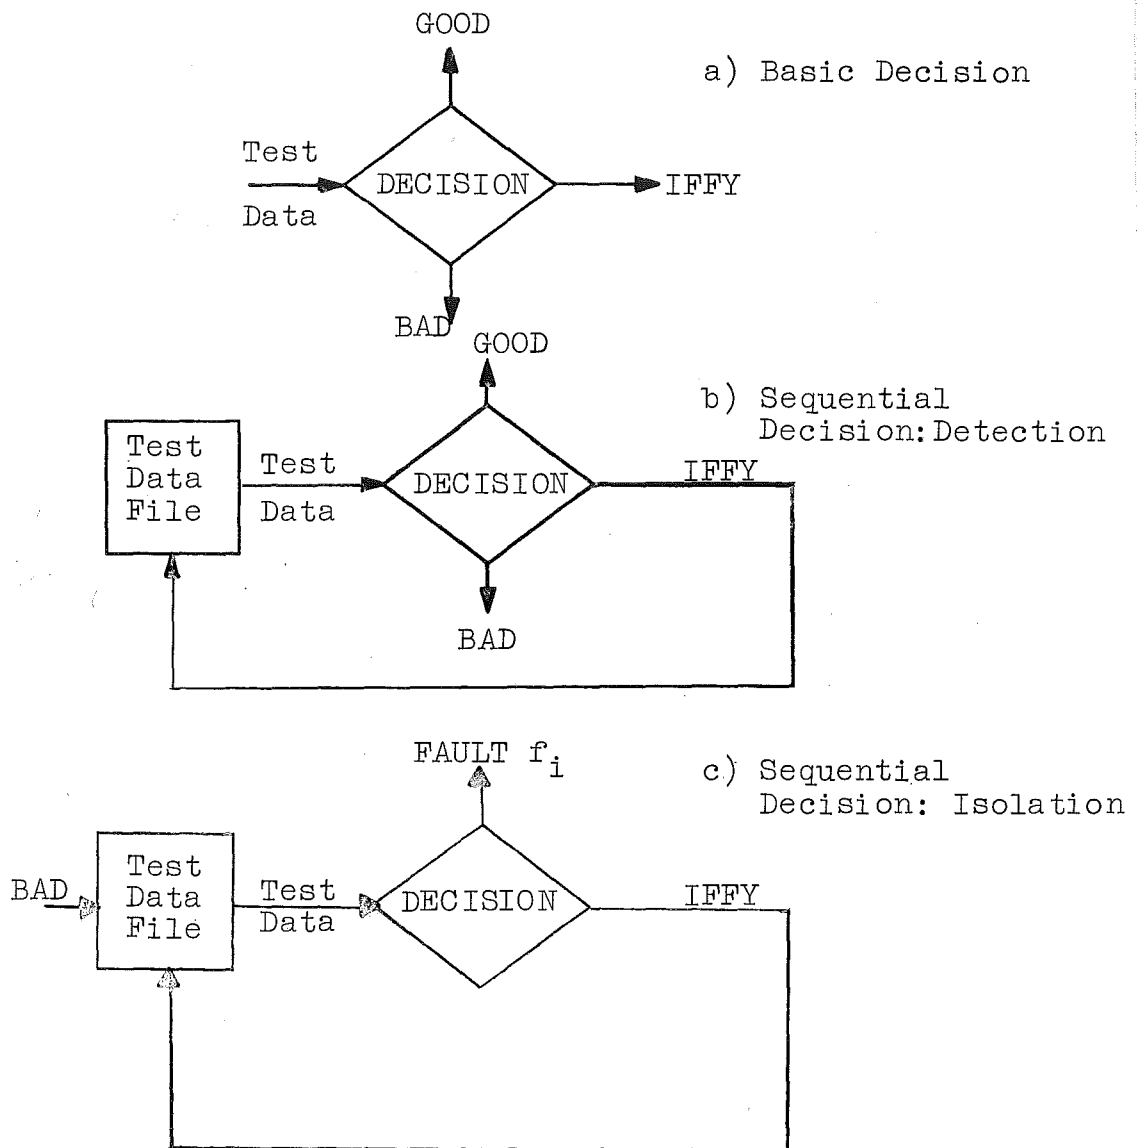 GOOD
a) Basic Decision
Test
DECISION
IFFY
Data
BAD
GOOD
b) Sequential
Decision:Detection
Test
Data
File
Test
Data
DECISION
IFFY
BAD
FAULT fi
c) Sequential
Decision: Isolation
BAD
Test
Data
File
Test
Data
DECISION
IFFY